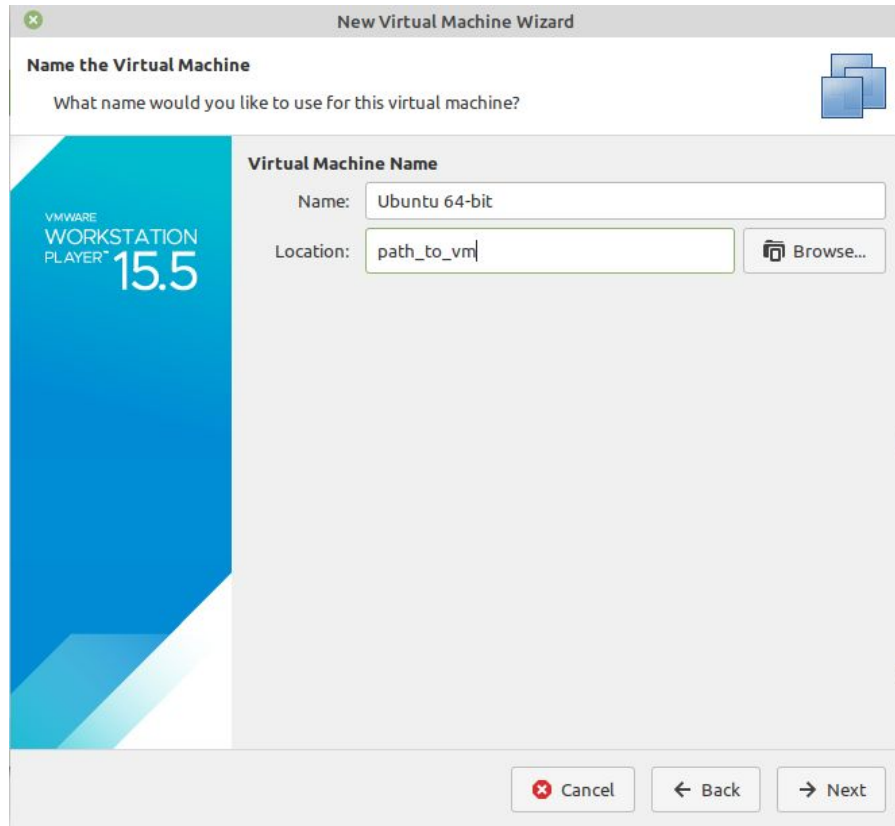 New Virtual Machine Wizard
Name the Virtual Machine
What name would you like to use for this virtual machine?
VMWARE
WORKSTATION
PLAYER™ 15.5
Virtual Machine Name
Name: Ubuntu 64-bit
Location: path_to_vm Browse...
Cancel Back Next